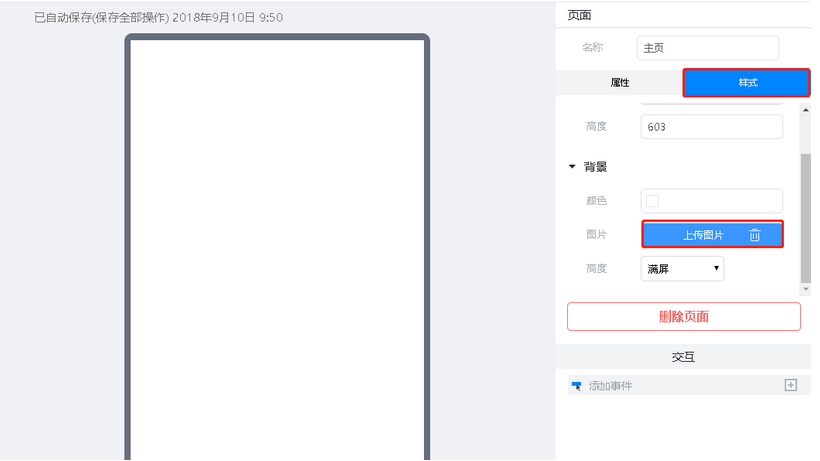 已自动保存(保存全部操作) 2018年9月10日 9:50
页面
名称 主页
属性 样式
高度 603
背景
颜色
图片 上传图片
高度 满屏
删除页面
交互
添加事件